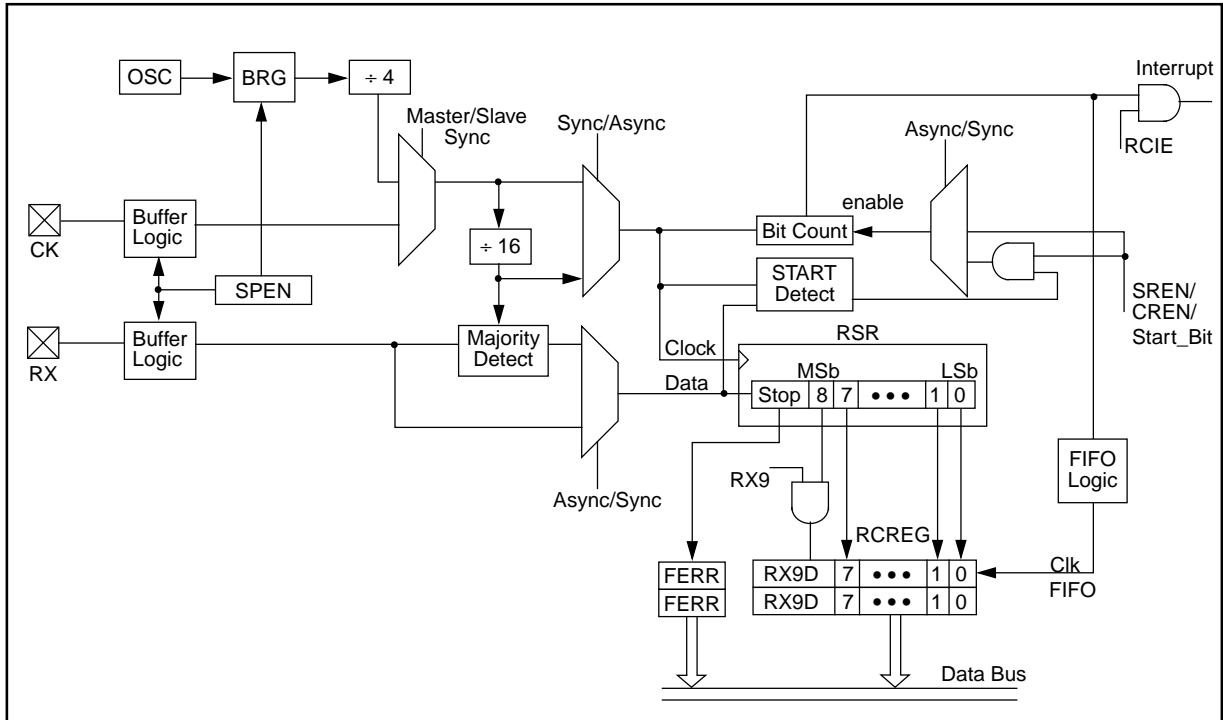 OSC
BRG
÷ 4
Master/Slave
Sync
Sync/Async
Async/Sync
Interrupt
RCIE
CK
Buffer
Logic
÷ 16
Bit Count
enable
SPEN
START
Detect
SREN/
CREN/
Start_Bit
RX
Buffer
Logic
Majority
Detect
Clock
Data
RSR
MSb
LSb
Stop 8 7 • • • 1 0
Async/Sync
RX9
FIFO
Logic
RCREG
FERR
FERR
RX9D 7 • • • 1 0
RX9D 7 • • • 1 0
Clk
FIFO
Data Bus